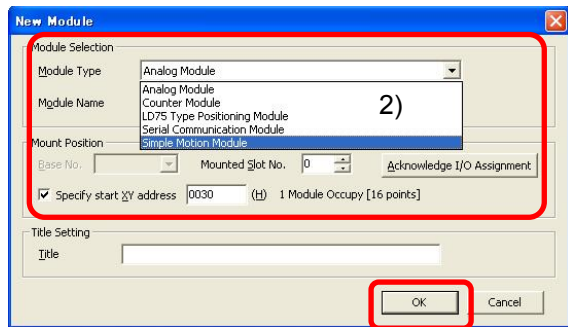 New Module
Module Selection
Module Type
Analog Module
Analog Module
Counter Module
LD75 Type Positioning Module
Serial Communication Module
Simple Motion Module
2)
Module Name
Mount Position
Base No.
Mounted Slot No. 0
Acknowledge I/O Assignment
Specify start XY address 0030 (H) 1 Module Occupy [16 points]
Title Setting
Title
OK Cancel